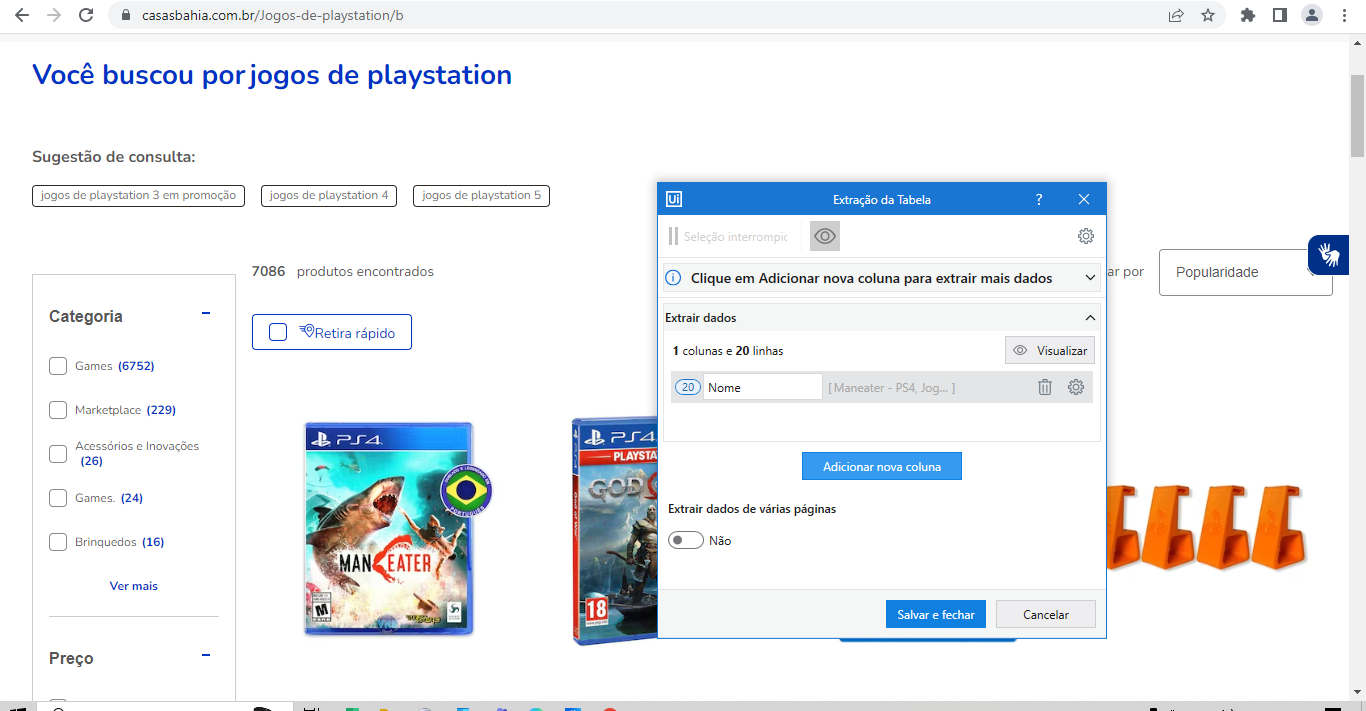 casasbahia.com.br/Jogos-de-playstation/b
Você buscou por jogos de playstation
Sugestão de consulta:
jogos de playstation 3 em promoção
jogos de playstation 4
jogos de playstation 5
7086 produtos encontrados
ar por
Popularidade
Categoria
Games (6752)
Marketplace (229)
Acessórios e Inovações
(26)
Games. (24)
Brinquedos (16)
Ver mais
Preço
Retira rápido
PS4
MANEATER
M
PS4
PLAYSTA
GOD
18
Ui
Extração da Tabela
?
Seleção interrompic
Clique em Adicionar nova coluna para extrair mais dados
Extrair dados
1 colunas e 20 linhas
Visualizar
20
Nome
[ Maneater - PS4, Jog... ]
Adicionar nova coluna
Extrair dados de várias páginas
Não
Salvar e fechar
Cancelar